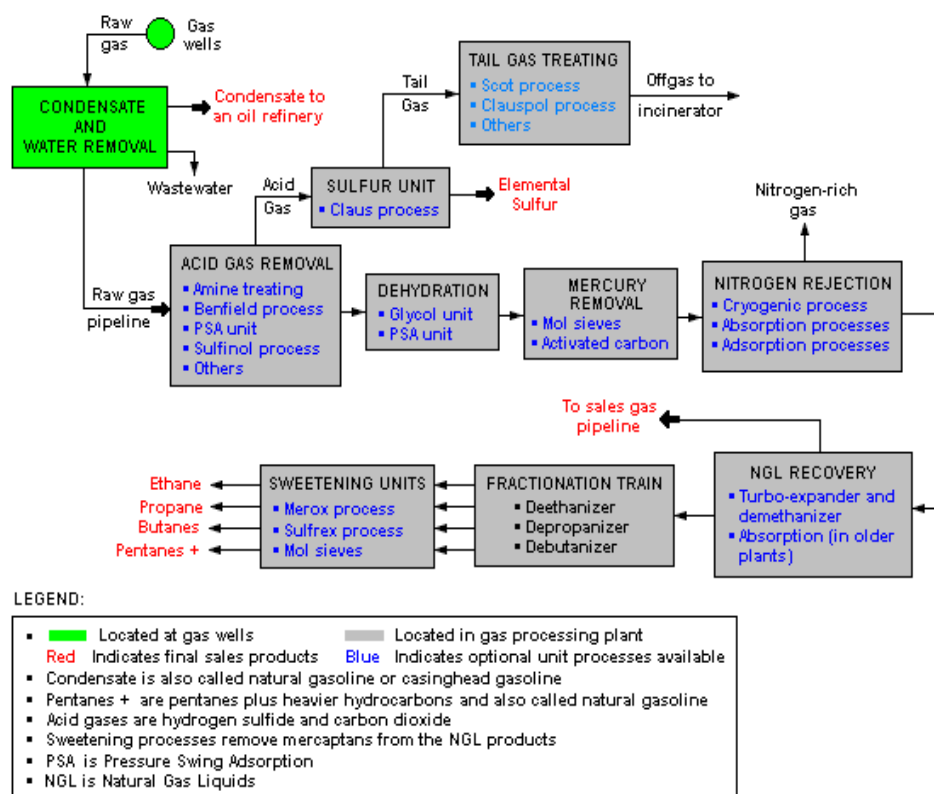 Raw
gas
Gas
wells
CONDENSATE
AND
WATER REMOVAL
Condensate to
an oil refinery
Wastewater
Tail
Gas
TAIL GAS TREATING
▪ Scot process
▪ Clauspol process
▪ Others
Offgas to
incinerator
Acid
Gas
SULFUR UNIT
▪ Claus process
Elemental
Sulfur
Nitrogen-rich
gas
Raw gas
pipeline
ACID GAS REMOVAL
▪ Amine treating
▪ Benfield process
▪ PSA unit
▪ Sulfinol process
▪ Others
DEHYDRATION
▪ Glycol unit
▪ PSA unit
MERCURY
REMOVAL
▪ Mol sieves
▪ Activated carbon
NITROGEN REJECTION
▪ Cryogenic process
▪ Absorption processes
▪ Adsorption processes
To sales gas
pipeline
NGL RECOVERY
▪ Turbo-expander and
demethanizer
▪ Absorption (in older
plants)
FRACTIONATION TRAIN
▪ Deethanizer
▪ Depropanizer
▪ Debutanizer
SWEETENING UNITS
▪ Merox process
▪ Sulfrex process
▪ Mol sieves
Ethane
Propane
Butanes
Pentanes +
LEGEND:
▪ Located at gas wells
Located in gas processing plant
Red Indicates final sales products
Blue Indicates optional unit processes available
▪ Condensate is also called natural gasoline or casinghead gasoline
▪ Pentanes + are pentanes plus heavier hydrocarbons and also called natural gasoline
▪ Acid gases are hydrogen sulfide and carbon dioxide
▪ Sweetening processes remove mercaptans from the NGL products
▪ PSA is Pressure Swing Adsorption
▪ NGL is Natural Gas Liquids